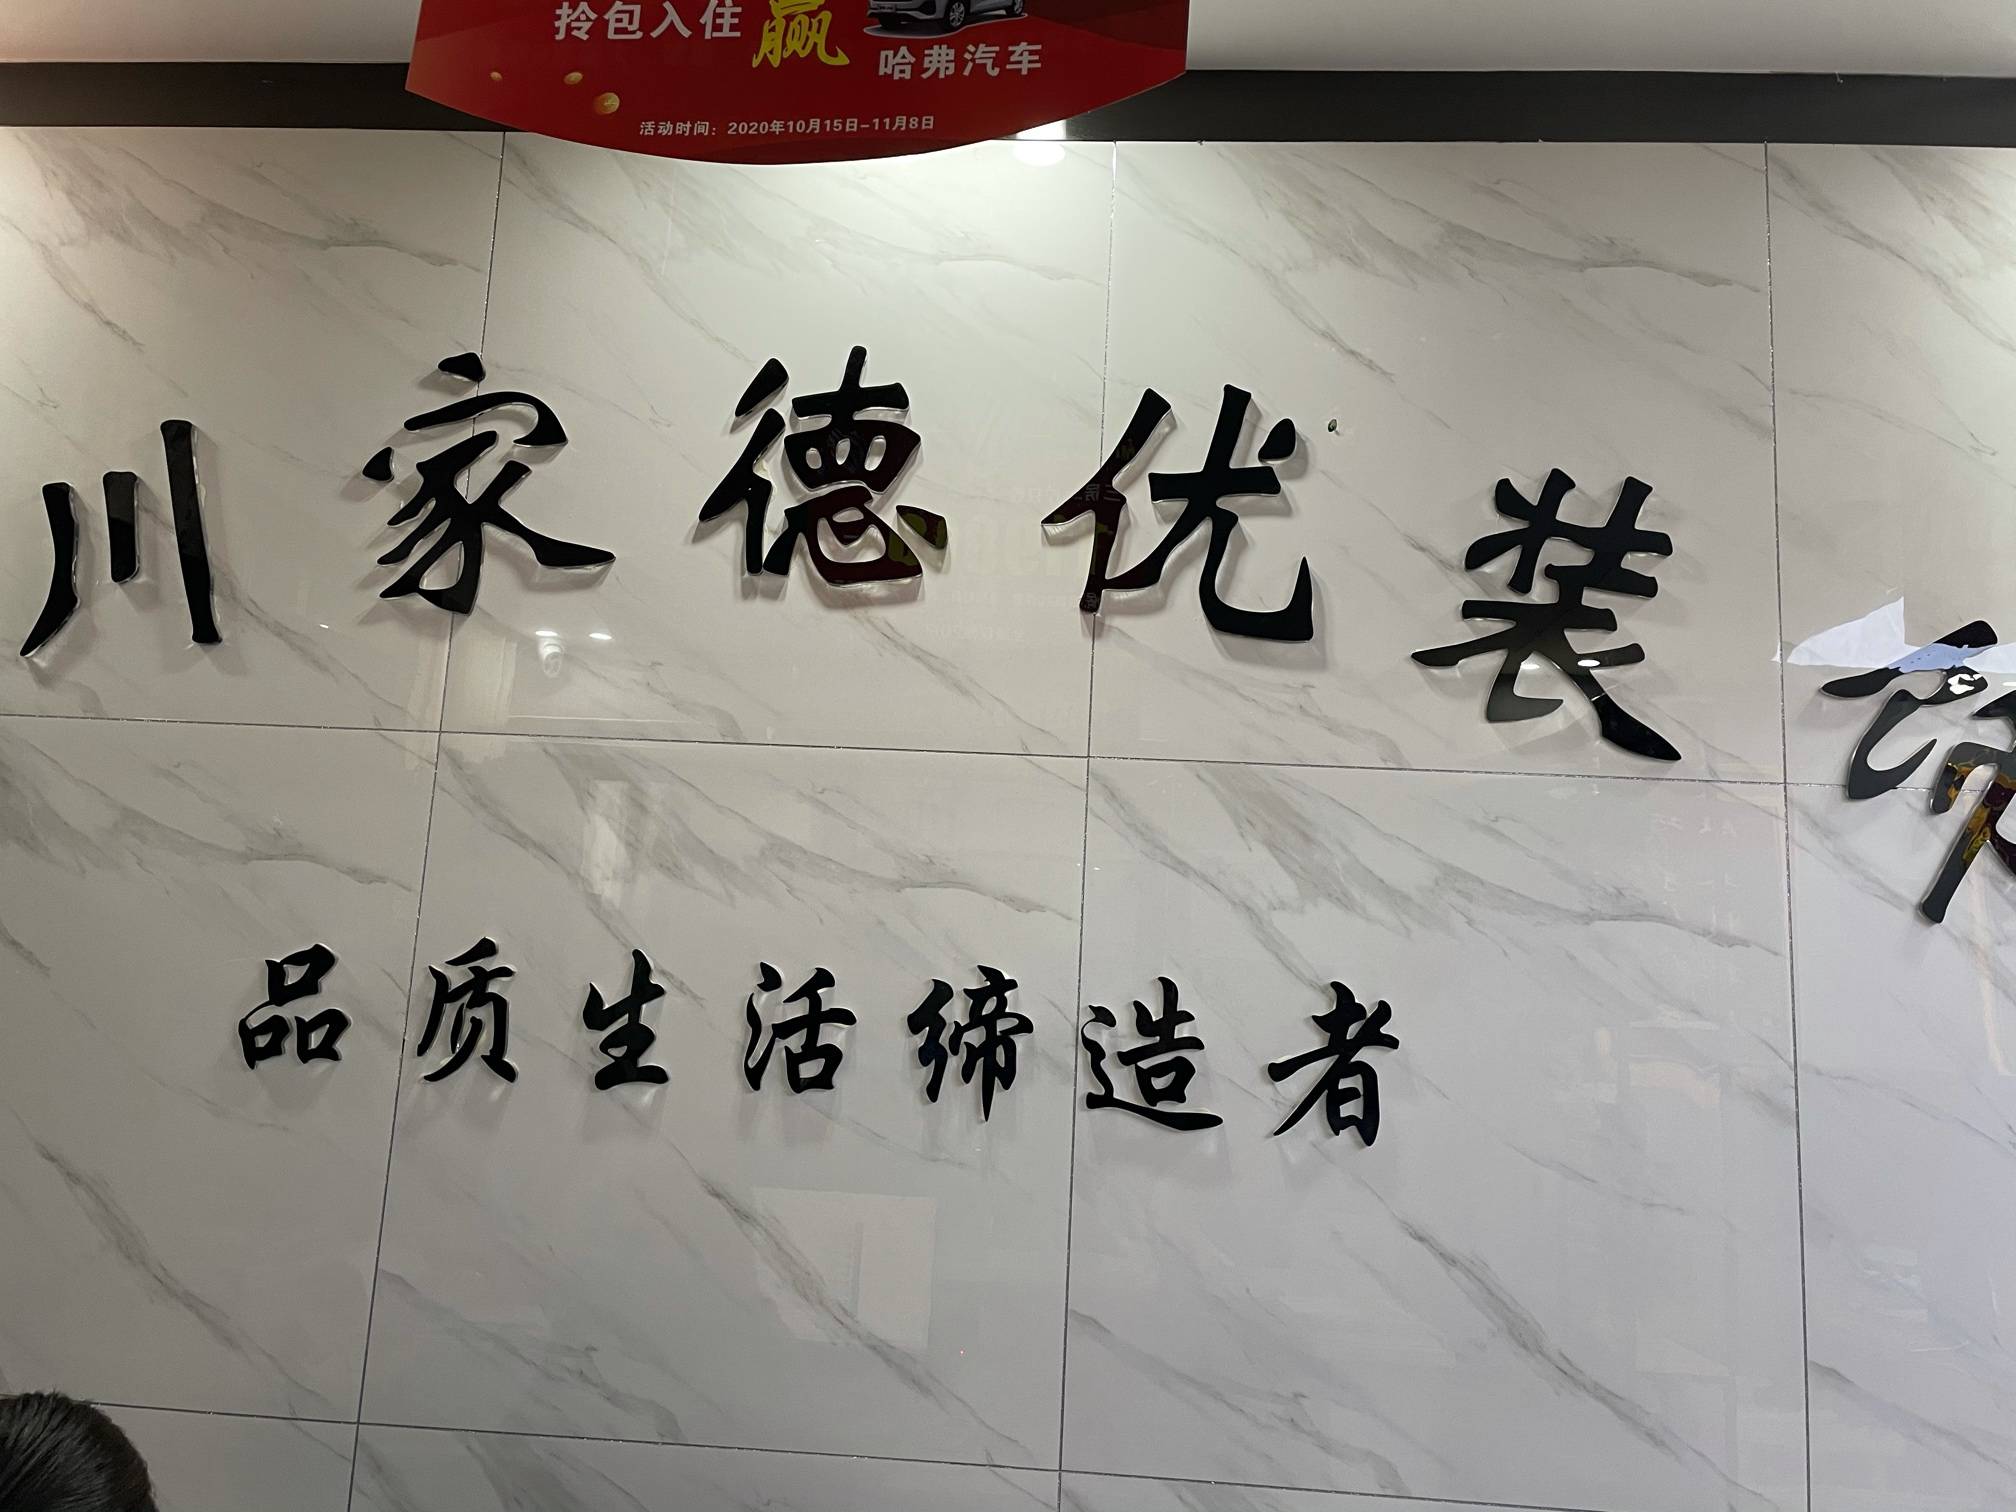 拎包入住 赢 哈弗汽车
活动时间：2020年10月15日-11月8日
川家德优装饰
品质生活缔造者